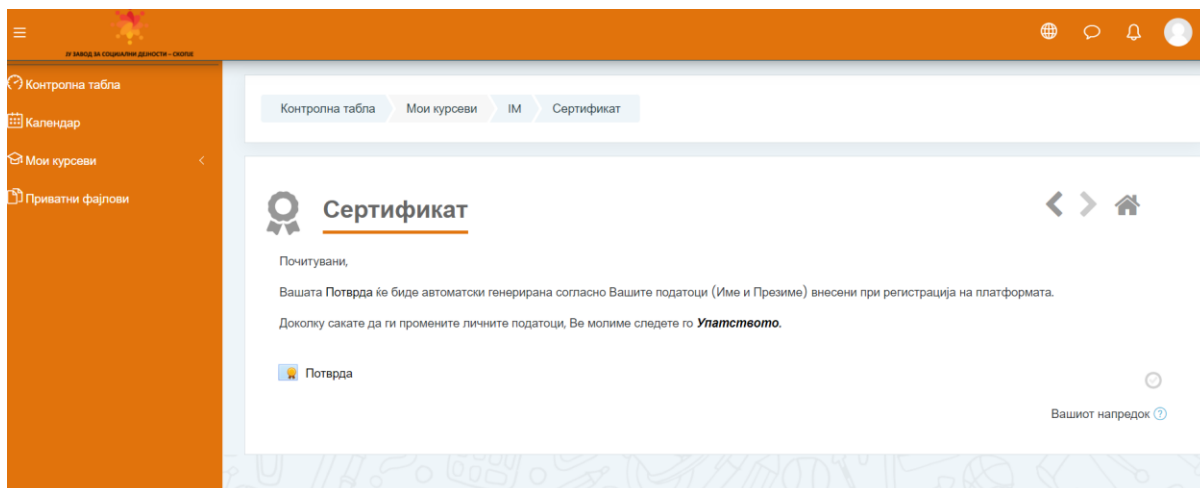 ЈУ ЗАВОД ЗА СОЦИЈАЛНИ ДЕЈНОСТИ – СКОПЈЕ
Контролна табла
Календар
Мои курсеви
Приватни фајлови
Контролна табла Мои курсеви IM Сертификат
Сертификат
Почитувани,
Вашата Потврда ќе биде автоматски генерирана согласно Вашите податоци (Име и Презиме) внесени при регистрација на платформата.
Доколку сакате да ги промените личните податоци, Ве молиме следете го Упатството.
Потврда
Вашиот напредок ?